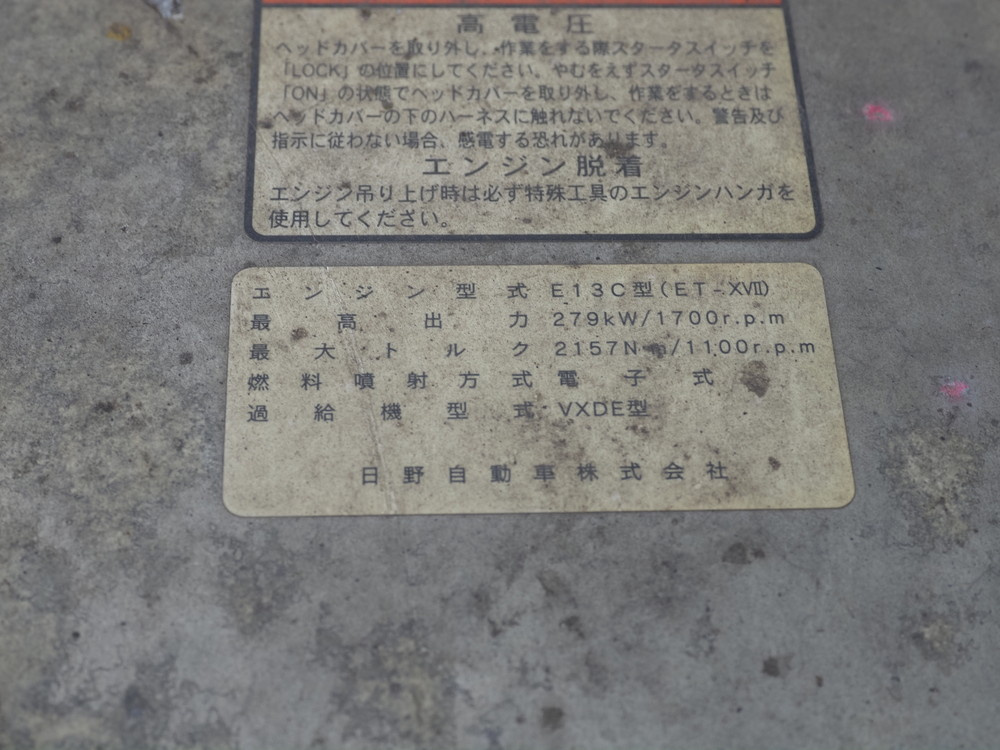 高電圧
ヘッドカバーを取り外し、作業をする際スタータスイッチを
「LOCK」の位置にしてください。やむをえずスタータスイッチ
「ON」の状態でヘッドカバーを取り外し、作業をするときは
ヘッドカバーの下のハーネスに触れないでください。警告及び
指示に従わない場合、感電する恐れがあります。
エンジン脱着
エンジン吊り上げ時は必ず特殊工具のエンジンハンガを
使用してください。
エンジン型式 E13C型(ET-XVII)
最高出力 279kW/1700r.p.m
最大トルク 2157N·m/1100r.p.m
燃料噴射方式 電子式
過給機型式 VXDE型
日野自動車株式会社